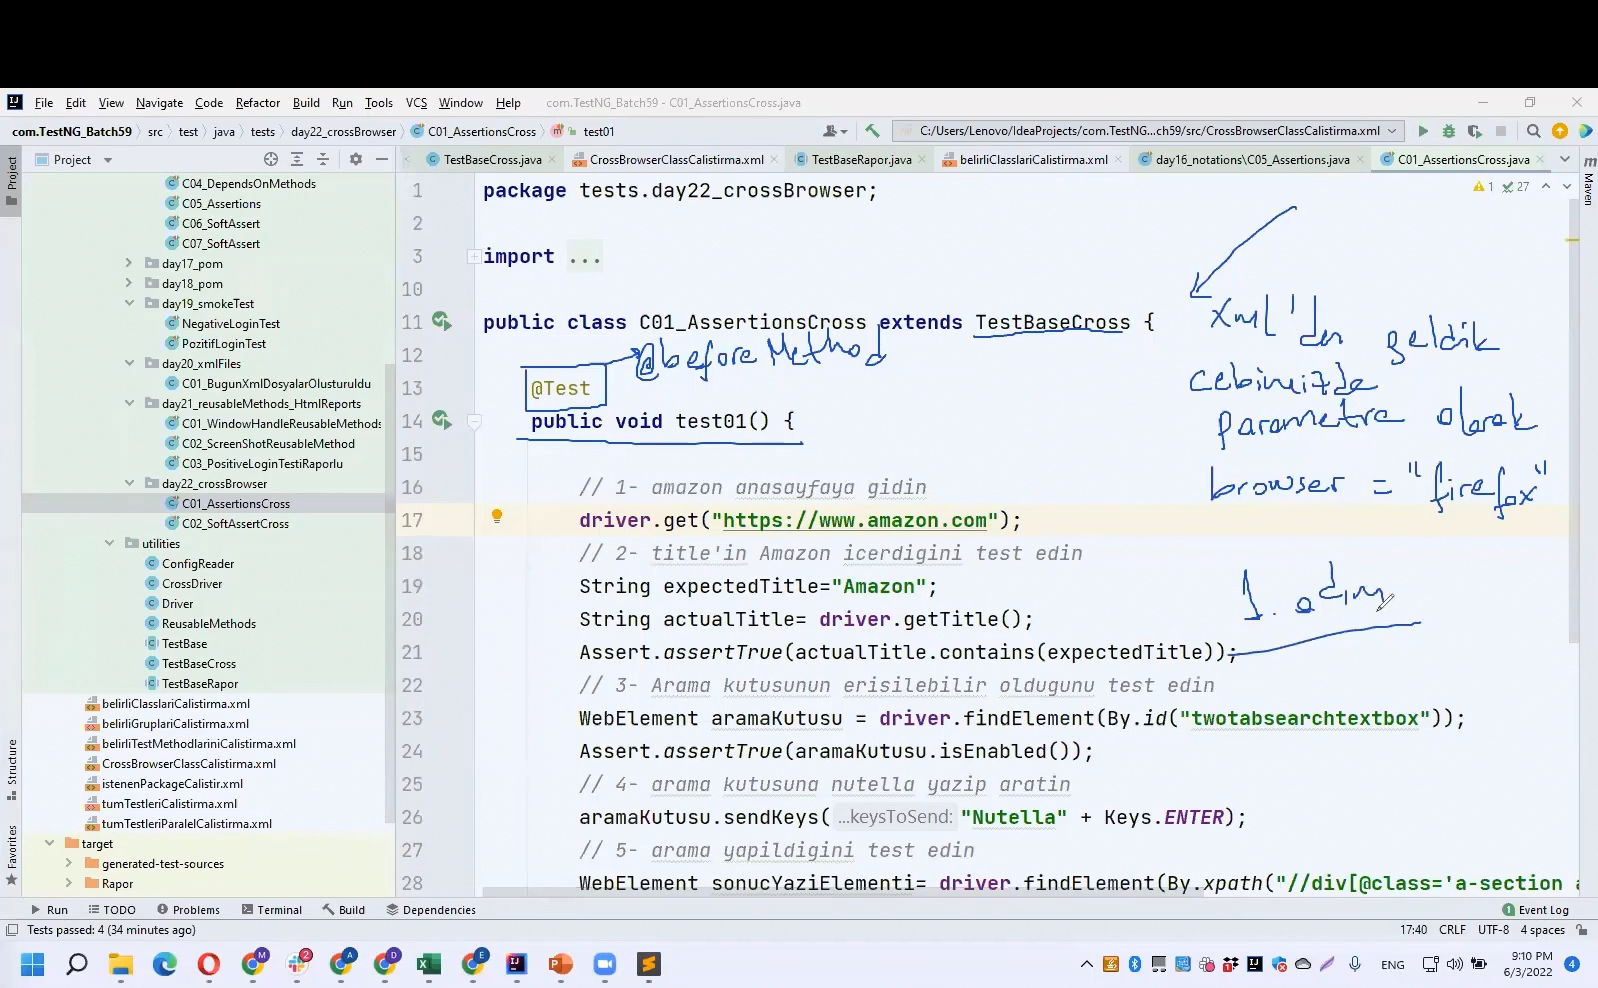 File Edit View Navigate Code Refactor Build Run Tools VCS Window Help com.TestNG_Batch59 - C01_AssertionsCross.java
com.TestNG_Batch59 src test java tests day22_crossBrowser C01_AssertionsCross test01 C:/Users/Lenovo/IdeaProjects/com.TestNG...ch59/src/CrossBrowserClassCalistirma.xml
Project
TestBaseCross.java CrossBrowserClassCalistirma.xml TestBaseRapor.java belirliClasslariCalistirma.xml day16_notations\C05_Assertions.java C01_AssertionsCross.java
Project
Structure
Favorites
Maven
C04_DependsOnMethods
C05_Assertions
C06_SoftAssert
C07_SoftAssert
day17_pom
day18_pom
day19_smokeTest
NegativeLoginTest
PozitifLoginTest
day20_xmlFiles
C01_BugunXmlDosyalarOlusturuldu
day21_reusableMethods_HtmlReports
C01_WindowHandleReusableMethods
C02_ScreenShotReusableMethod
C03_PositiveLoginTestiRaporlu
day22_crossBrowser
C01_AssertionsCross
C02_SoftAssertCross
utilities
ConfigReader
CrossDriver
Driver
ReusableMethods
TestBase
TestBaseCross
TestBaseRapor
belirliClasslariCalistirma.xml
belirliGruplariCalistirma.xml
belirliTestMethodlariniCalistirma.xml
CrossBrowserClassCalistirma.xml
istenenPackageCalistir.xml
tumTestleriCalistirma.xml
tumTestleriParalelCalistirma.xml
target
generated-test-sources
Rapor
1 package tests.day22_crossBrowser;
1 27
2
3 import ...
10
11 public class C01_AssertionsCross extends TestBaseCross {
12
13 @Test
14 public void test01() {
15
16 // 1- amazon anasayfaya gidin
17 driver.get("https://www.amazon.com");
18 // 2- title'in Amazon icerdigini test edin
19 String expectedTitle="Amazon";
20 String actualTitle= driver.getTitle();
21 Assert.assertTrue(actualTitle.contains(expectedTitle));
22 // 3- Arama kutusunun erisilebilir oldugunu test edin
23 WebElement aramaKutusu = driver.findElement(By.id("twotabsearchtextbox"));
24 Assert.assertTrue(aramaKutusu.isEnabled());
25 // 4- arama kutusuna nutella yazip aratin
26 aramaKutusu.sendKeys( ...keysToSend: "Nutella" + Keys.ENTER);
27 // 5- arama yapildigini test edin
28 WebElement sonucYaziElementi= driver.findElement(By.xpath("//div[@class='a-section a
@beforeMethod
xml'den geldik
cebimizde
parametre olarak
browser = "firefox"
1. adım
Run TODO Problems Terminal Build Dependencies 1 Event Log
Tests passed: 4 (34 minutes ago) 17:40 CRLF UTF-8 4 spaces
M 2 A D E ENG 9:10 PM 4
6/3/2022